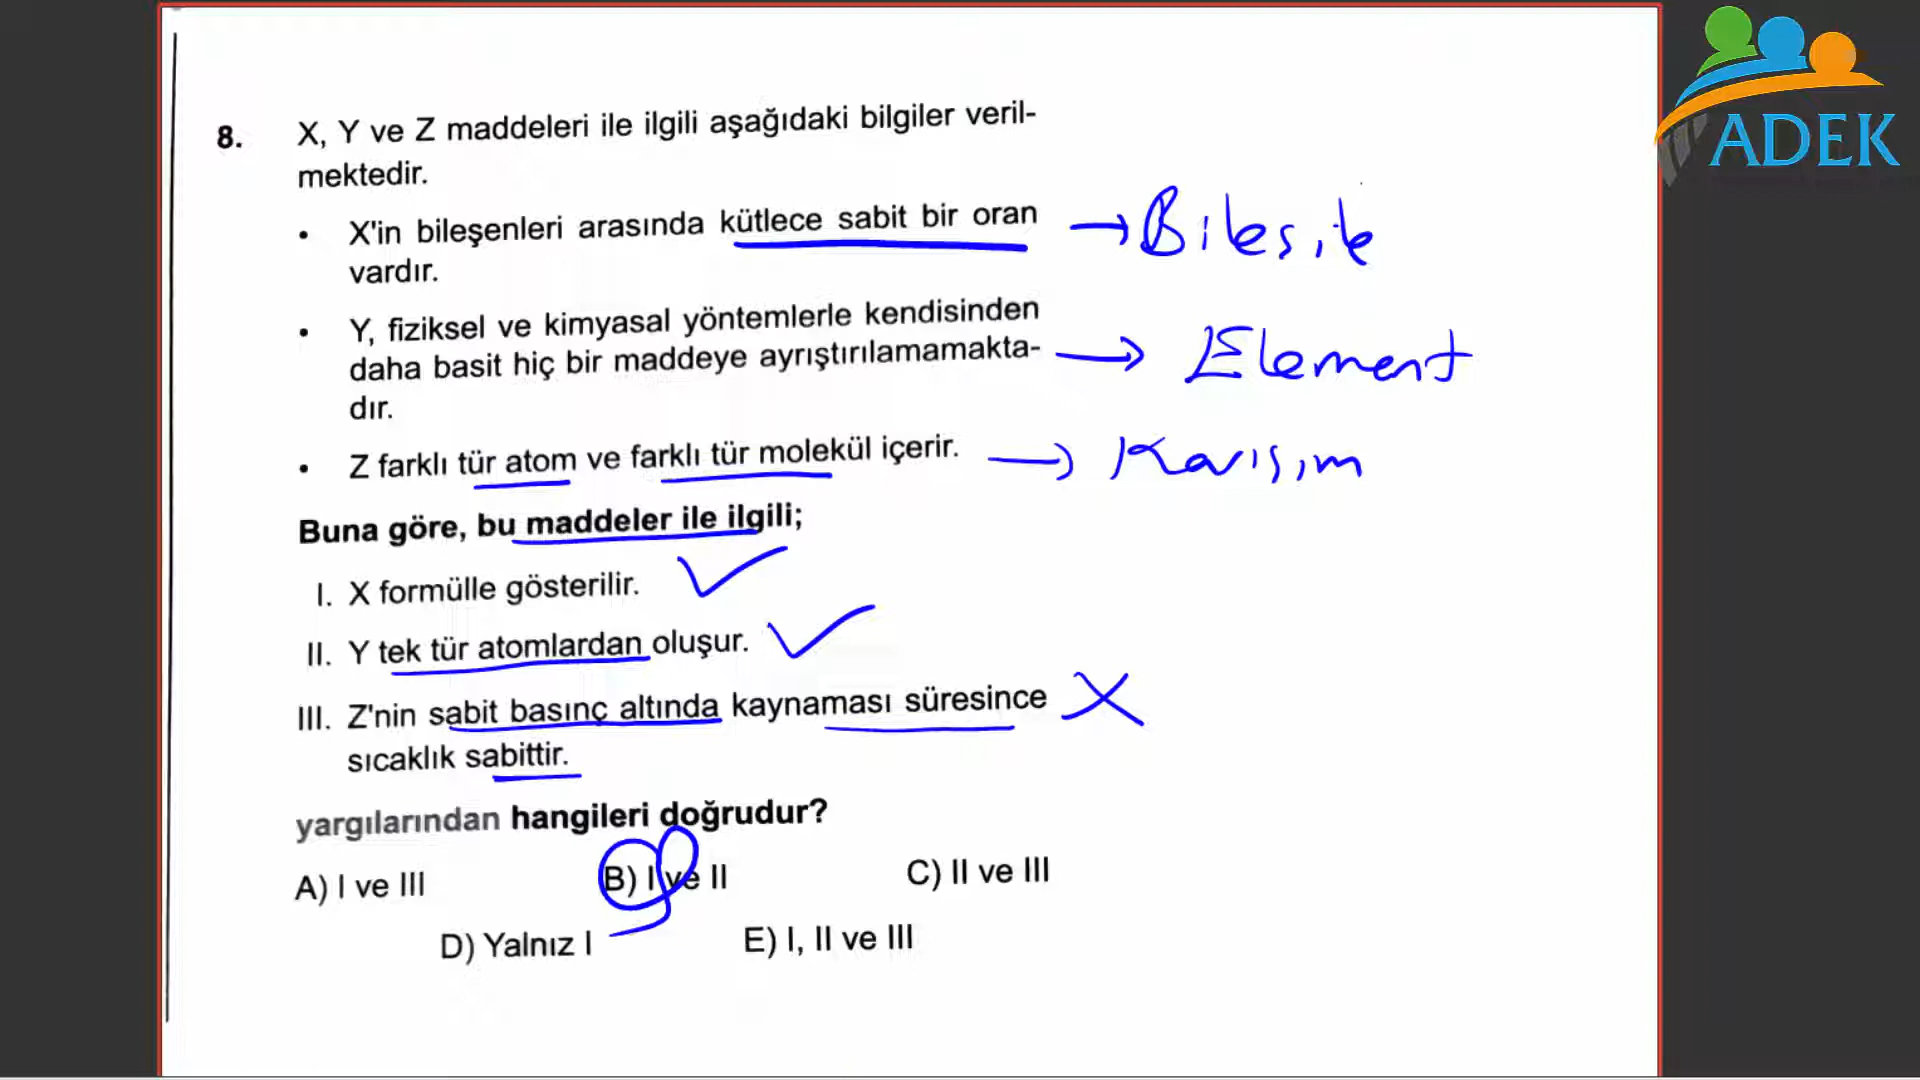 ADEK
8. X, Y ve Z maddeleri ile ilgili aşağıdaki bilgiler veril-
mektedir.
• X'in bileşenleri arasında kütlece sabit bir oran → Bileşik
vardır.
• Y, fiziksel ve kimyasal yöntemlerle kendisinden
daha basit hiç bir maddeye ayrıştırılamamakta- → Element
dır.
• Z farklı tür atom ve farklı tür molekül içerir. → Karışım
Buna göre, bu maddeler ile ilgili;
I. X formülle gösterilir. ✓
II. Y tek tür atomlardan oluşur. ✓
III. Z'nin sabit basınç altında kaynaması süresince X
sıcaklık sabittir.
yargılarından hangileri doğrudur?
A) I ve III B) I ve II C) II ve III
D) Yalnız I E) I, II ve III